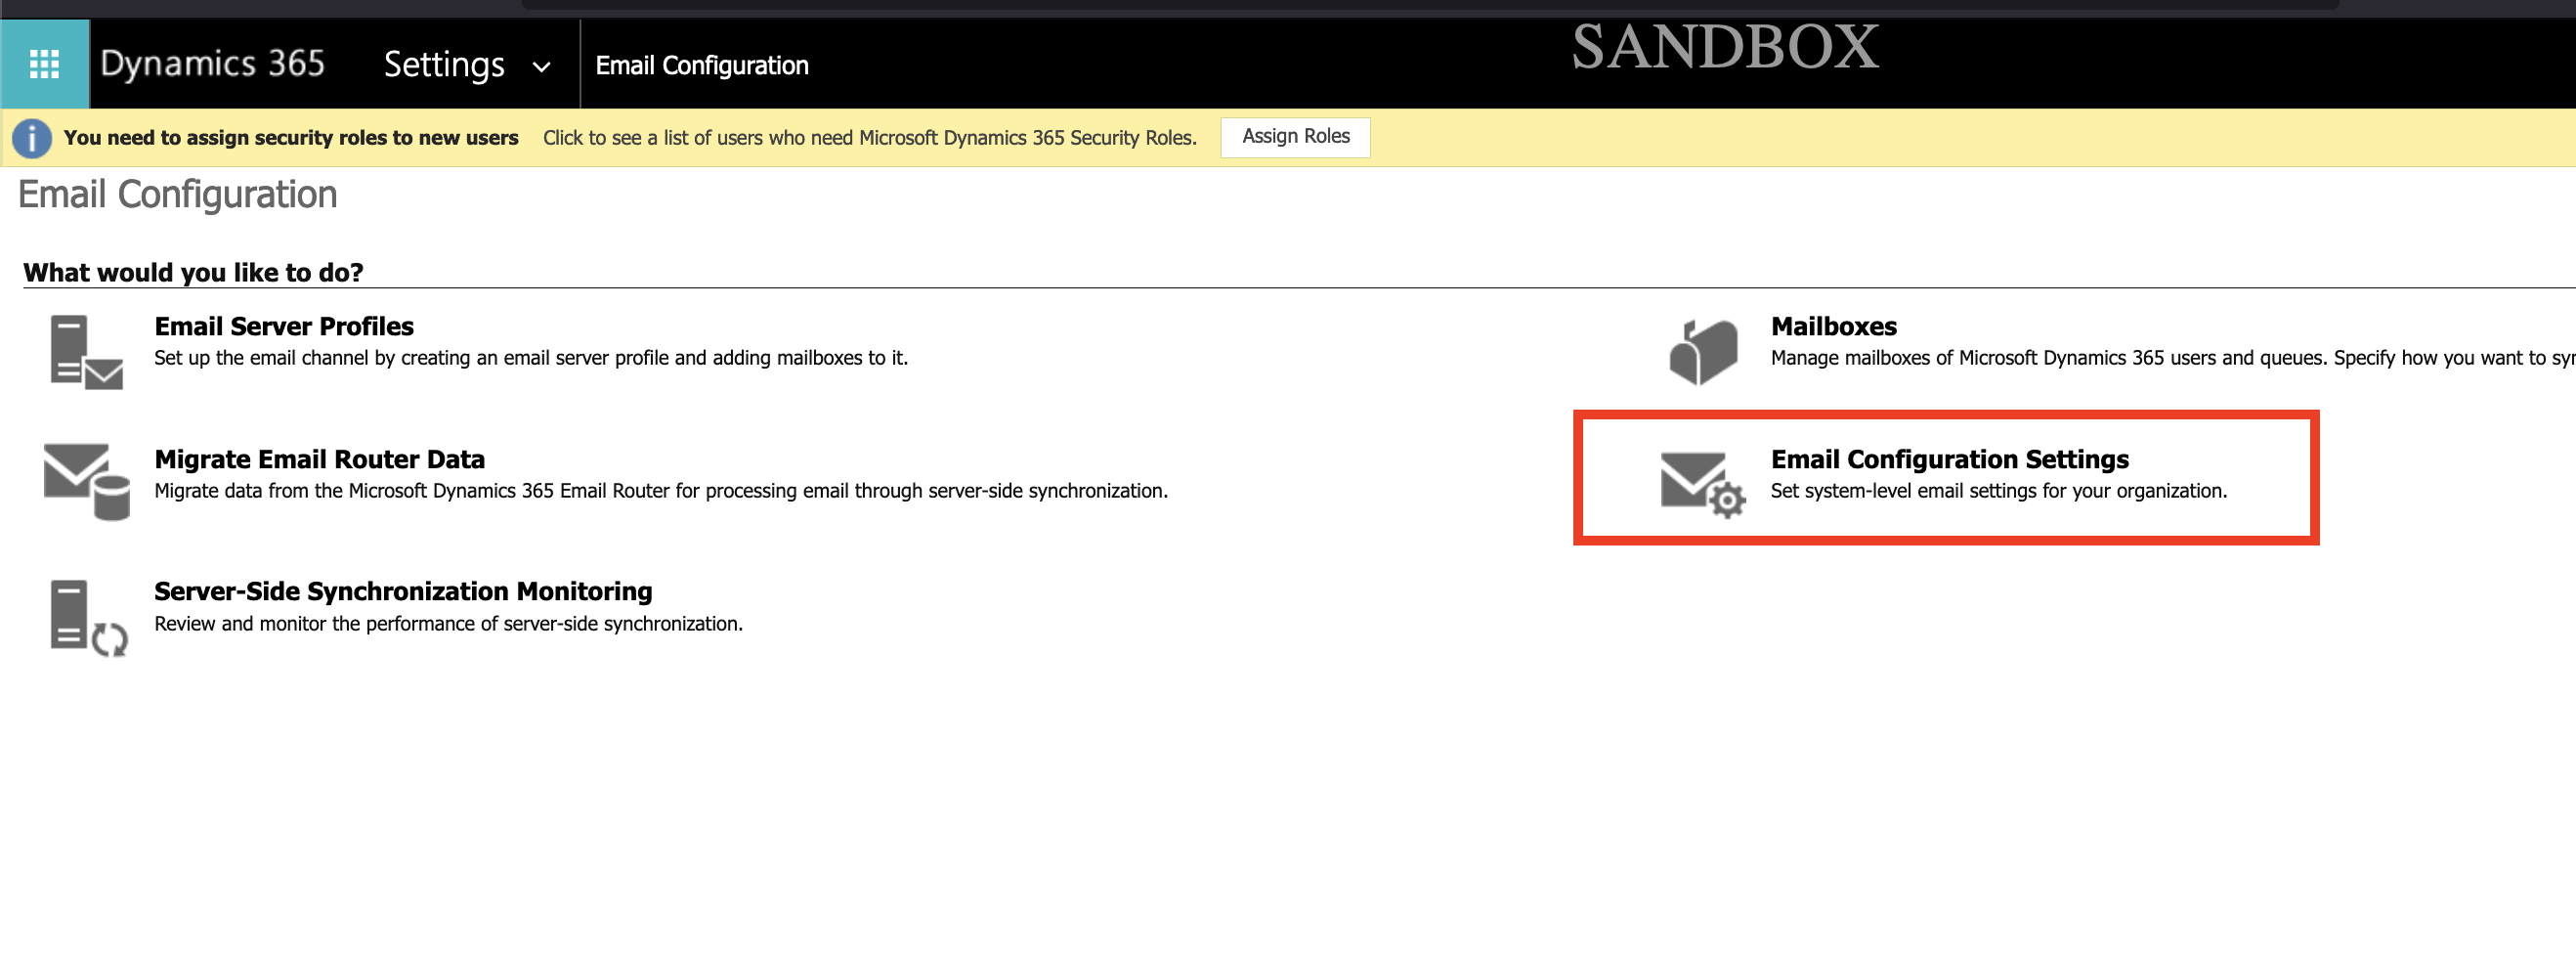 Dynamics 365 Settings Email Configuration SANDBOX
You need to assign security roles to new users Click to see a list of users who need Microsoft Dynamics 365 Security Roles. Assign Roles
Email Configuration
What would you like to do?
Email Server Profiles
Set up the email channel by creating an email server profile and adding mailboxes to it.
Mailboxes
Manage mailboxes of Microsoft Dynamics 365 users and queues. Specify how you want to
Migrate Email Router Data
Migrate data from the Microsoft Dynamics 365 Email Router for processing email through server-side synchronization.
Email Configuration Settings
Set system-level email settings for your organization.
Server-Side Synchronization Monitoring
Review and monitor the performance of server-side synchronization.